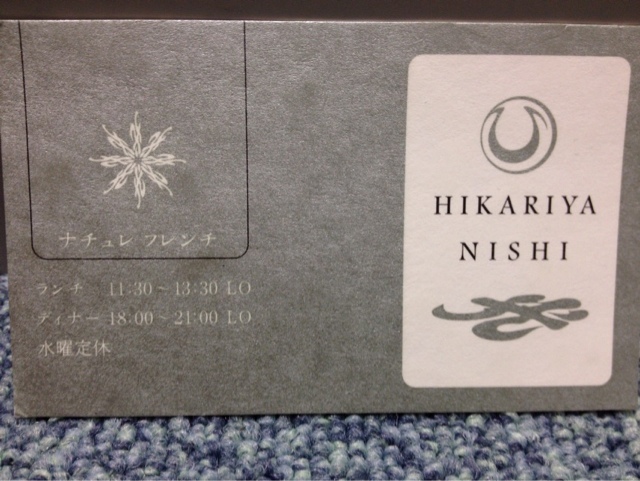 ナチュレ フレンチ
ランチ 11:30~13:30 LO
ディナー 18:00~21:00 LO
水曜定休
HIKARIYA
NISHI